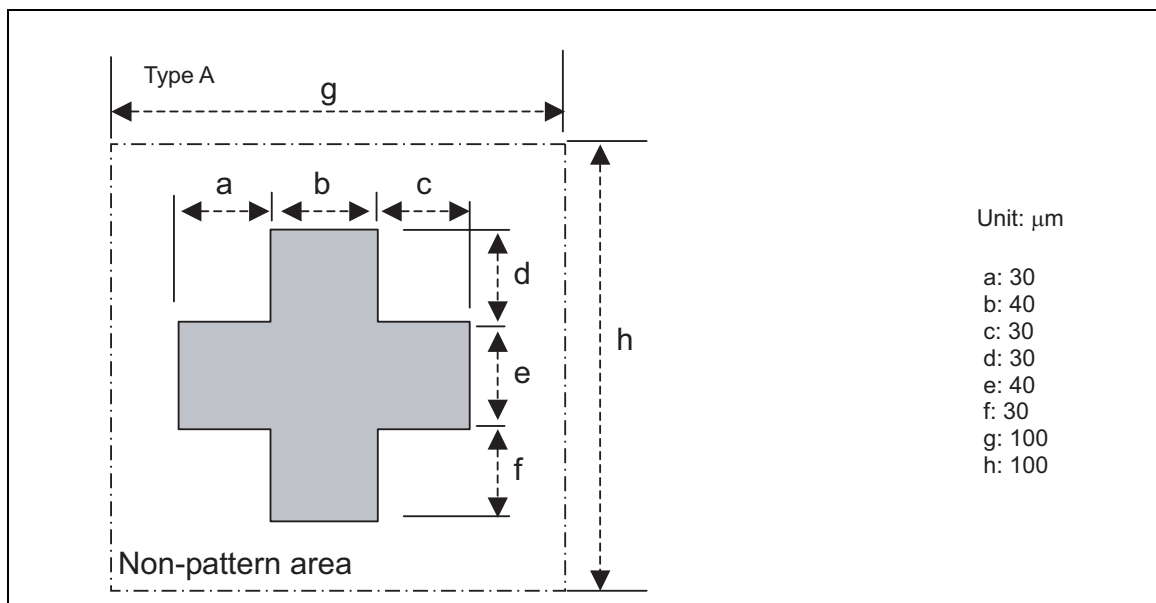 Type A
g
a b c
d
h
e
f
Non-pattern area
Unit: μm
a: 30
b: 40
c: 30
d: 30
e: 40
f: 30
g: 100
h: 100